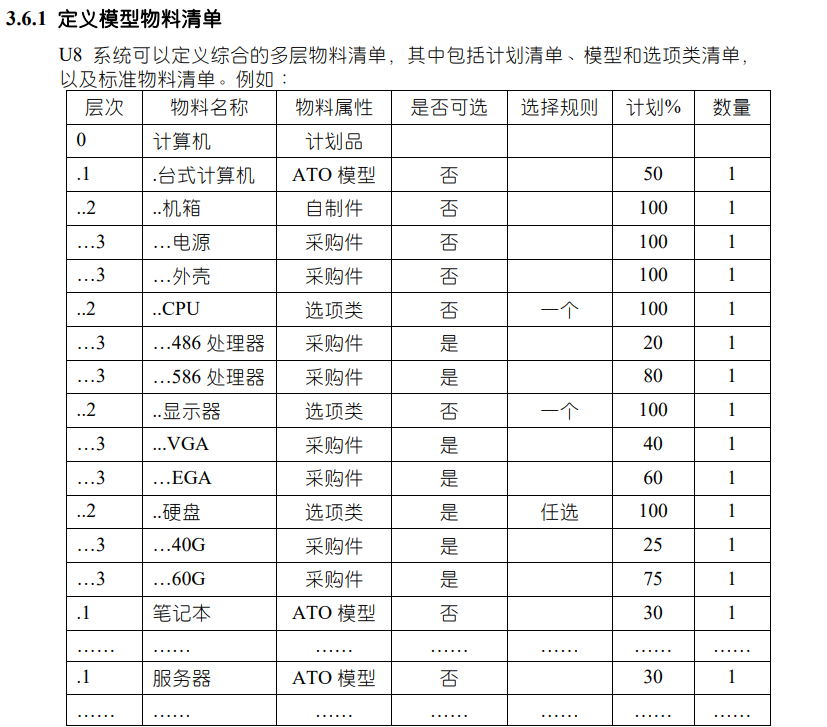 3.6.1 定义模型物料清单
U8 系统可以定义综合的多层物料清单，其中包括计划清单、模型和选项类清单，
以及标准物料清单。例如：
层次 物料名称 物料属性 是否可选 选择规则 计划% 数量
0 计算机 计划品
.1 .台式计算机 ATO 模型 否 50 1
..2 ..机箱 自制件 否 100 1
…3 …电源 采购件 否 100 1
…3 …外壳 采购件 否 100 1
..2 ..CPU 选项类 否 一个 100 1
…3 …486 处理器 采购件 是 20 1
…3 …586 处理器 采购件 是 80 1
..2 ..显示器 选项类 否 一个 100 1
…3 ...VGA 采购件 是 40 1
…3 …EGA 采购件 是 60 1
..2 ..硬盘 选项类 是 任选 100 1
…3 …40G 采购件 是 25 1
…3 …60G 采购件 是 75 1
.1 笔记本 ATO 模型 否 30 1
…… …… …… …… …… …… ……
.1 服务器 ATO 模型 否 30 1
…… …… …… …… …… …… ……